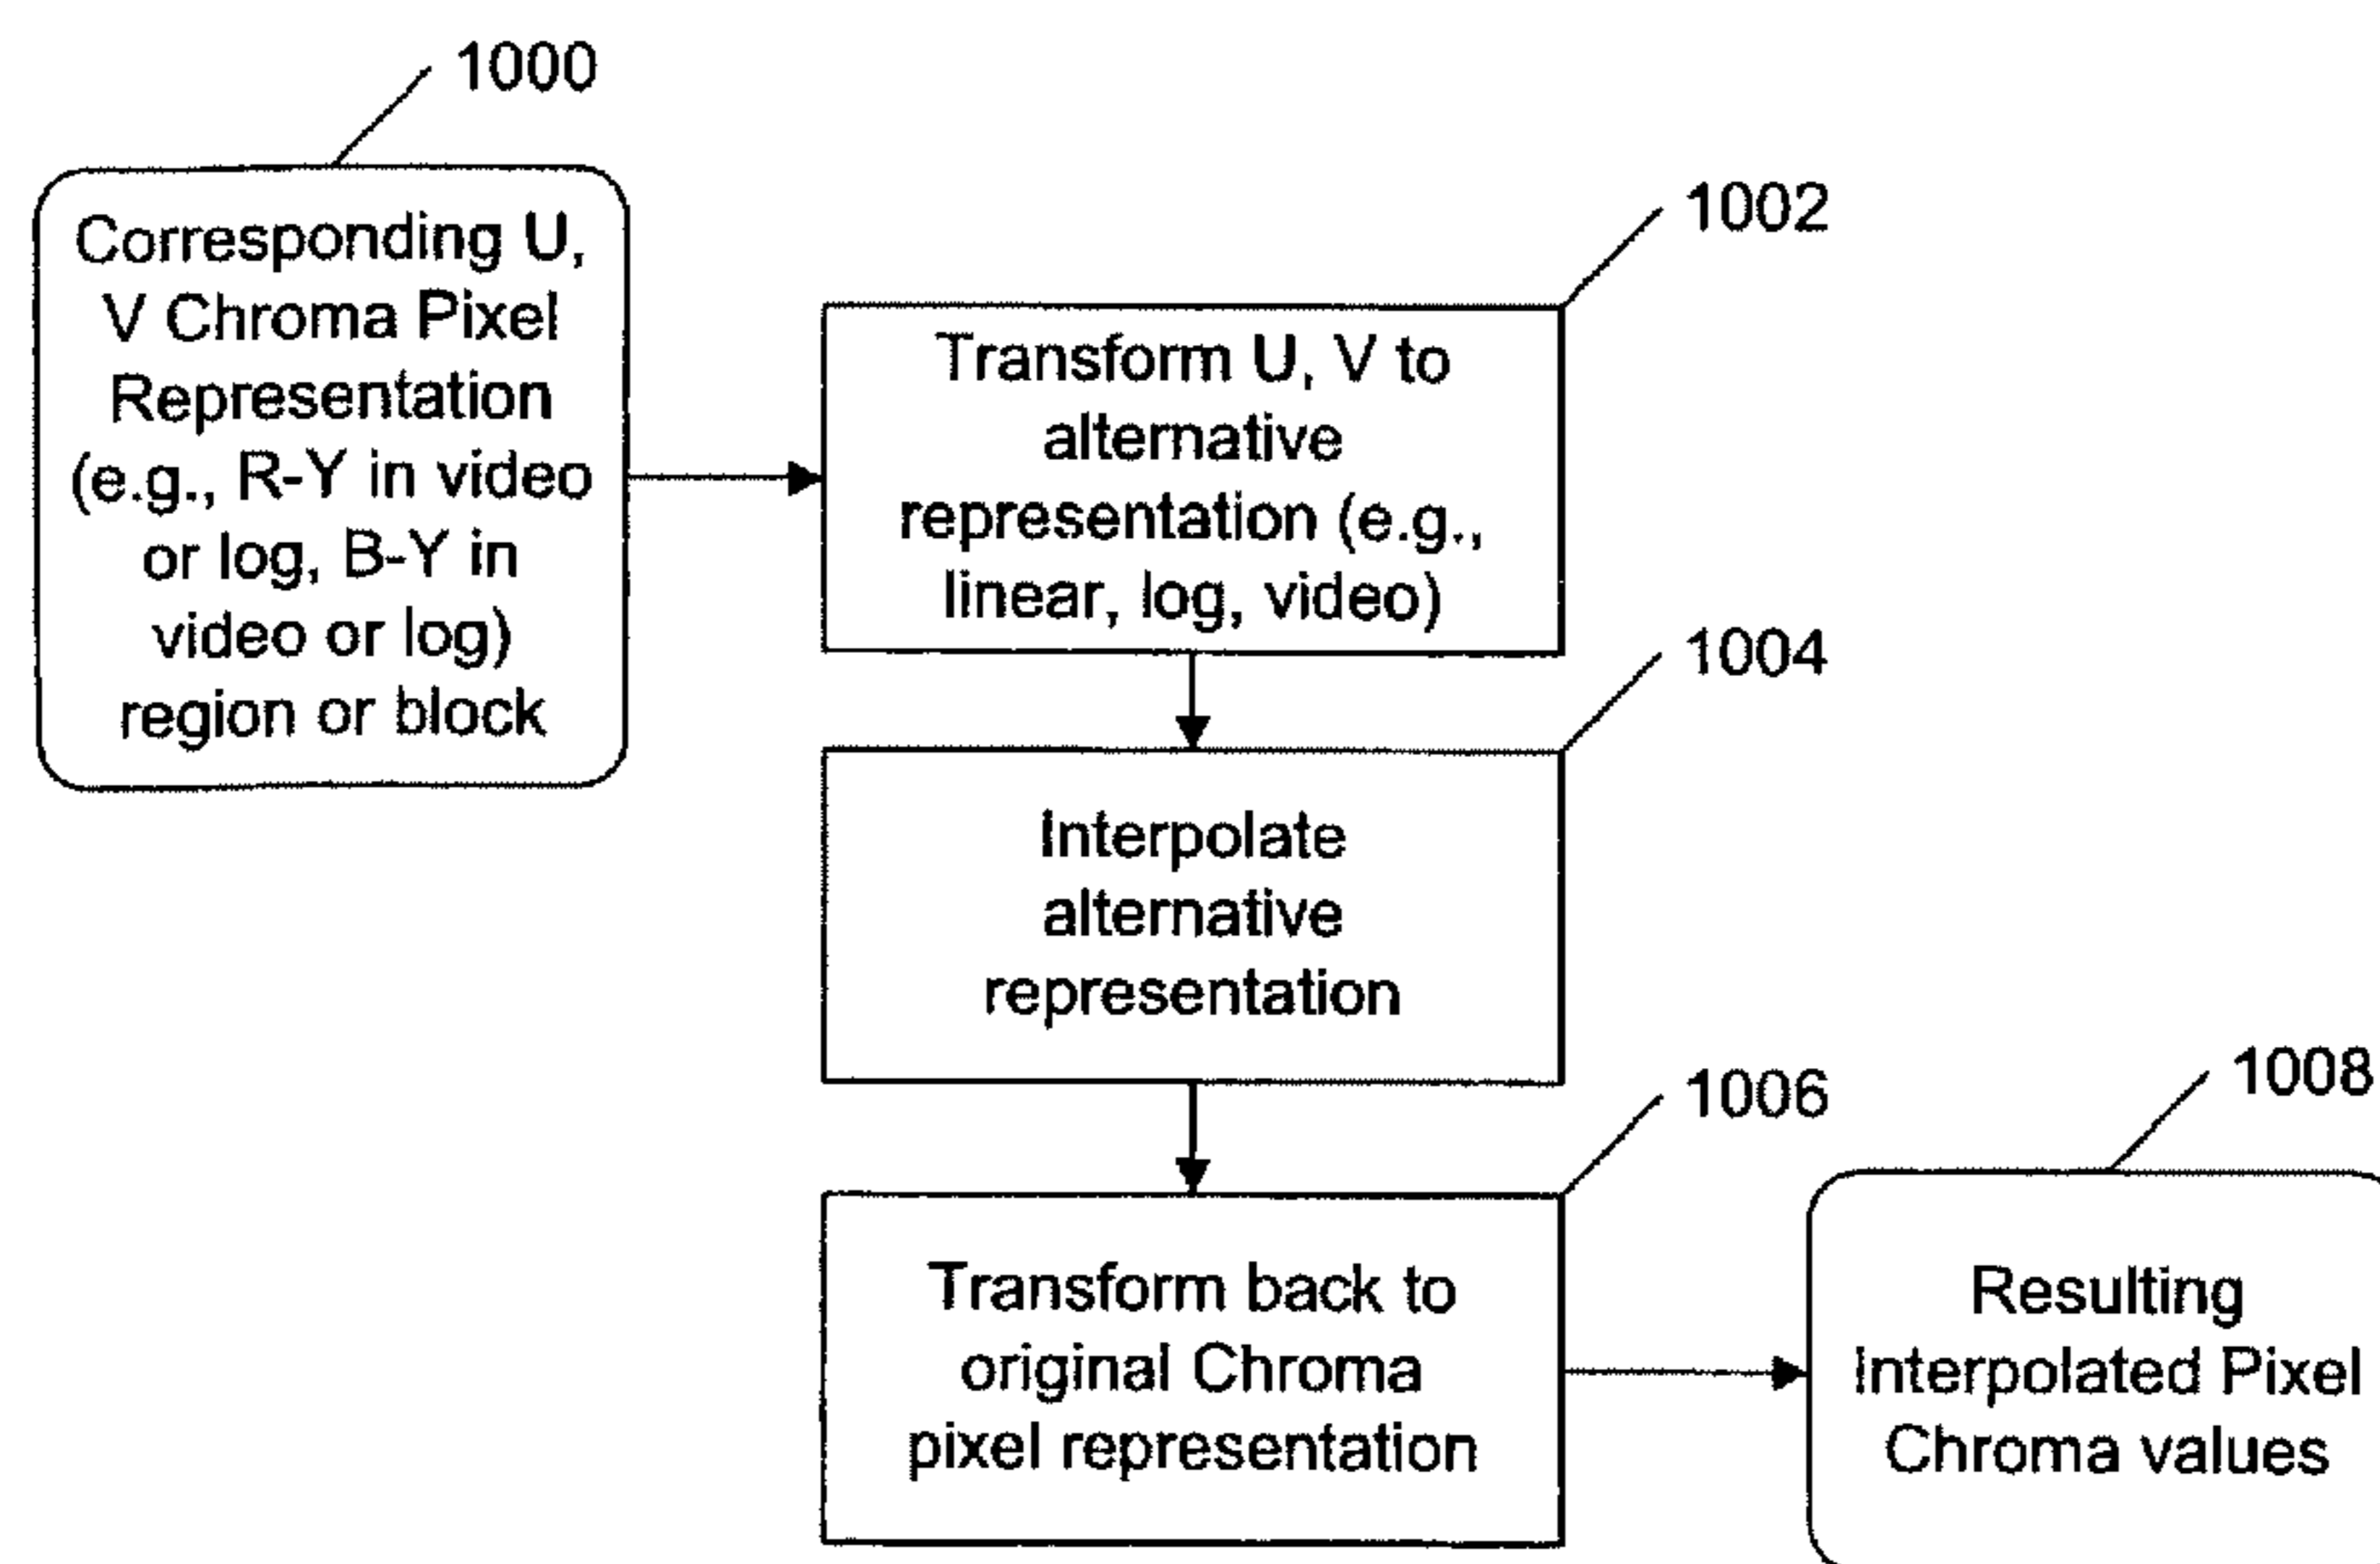 1000
Corresponding U,
V Chroma Pixel
Representation
(e.g., R-Y in video
or log, B-Y in
video or log)
region or block
1002
Transform U, V to
alternative
representation (e.g.,
linear, log, video)
1004
Interpolate
alternative
representation
1006
Transform back to
original Chroma
pixel representation
1008
Resulting
Interpolated Pixel
Chroma values